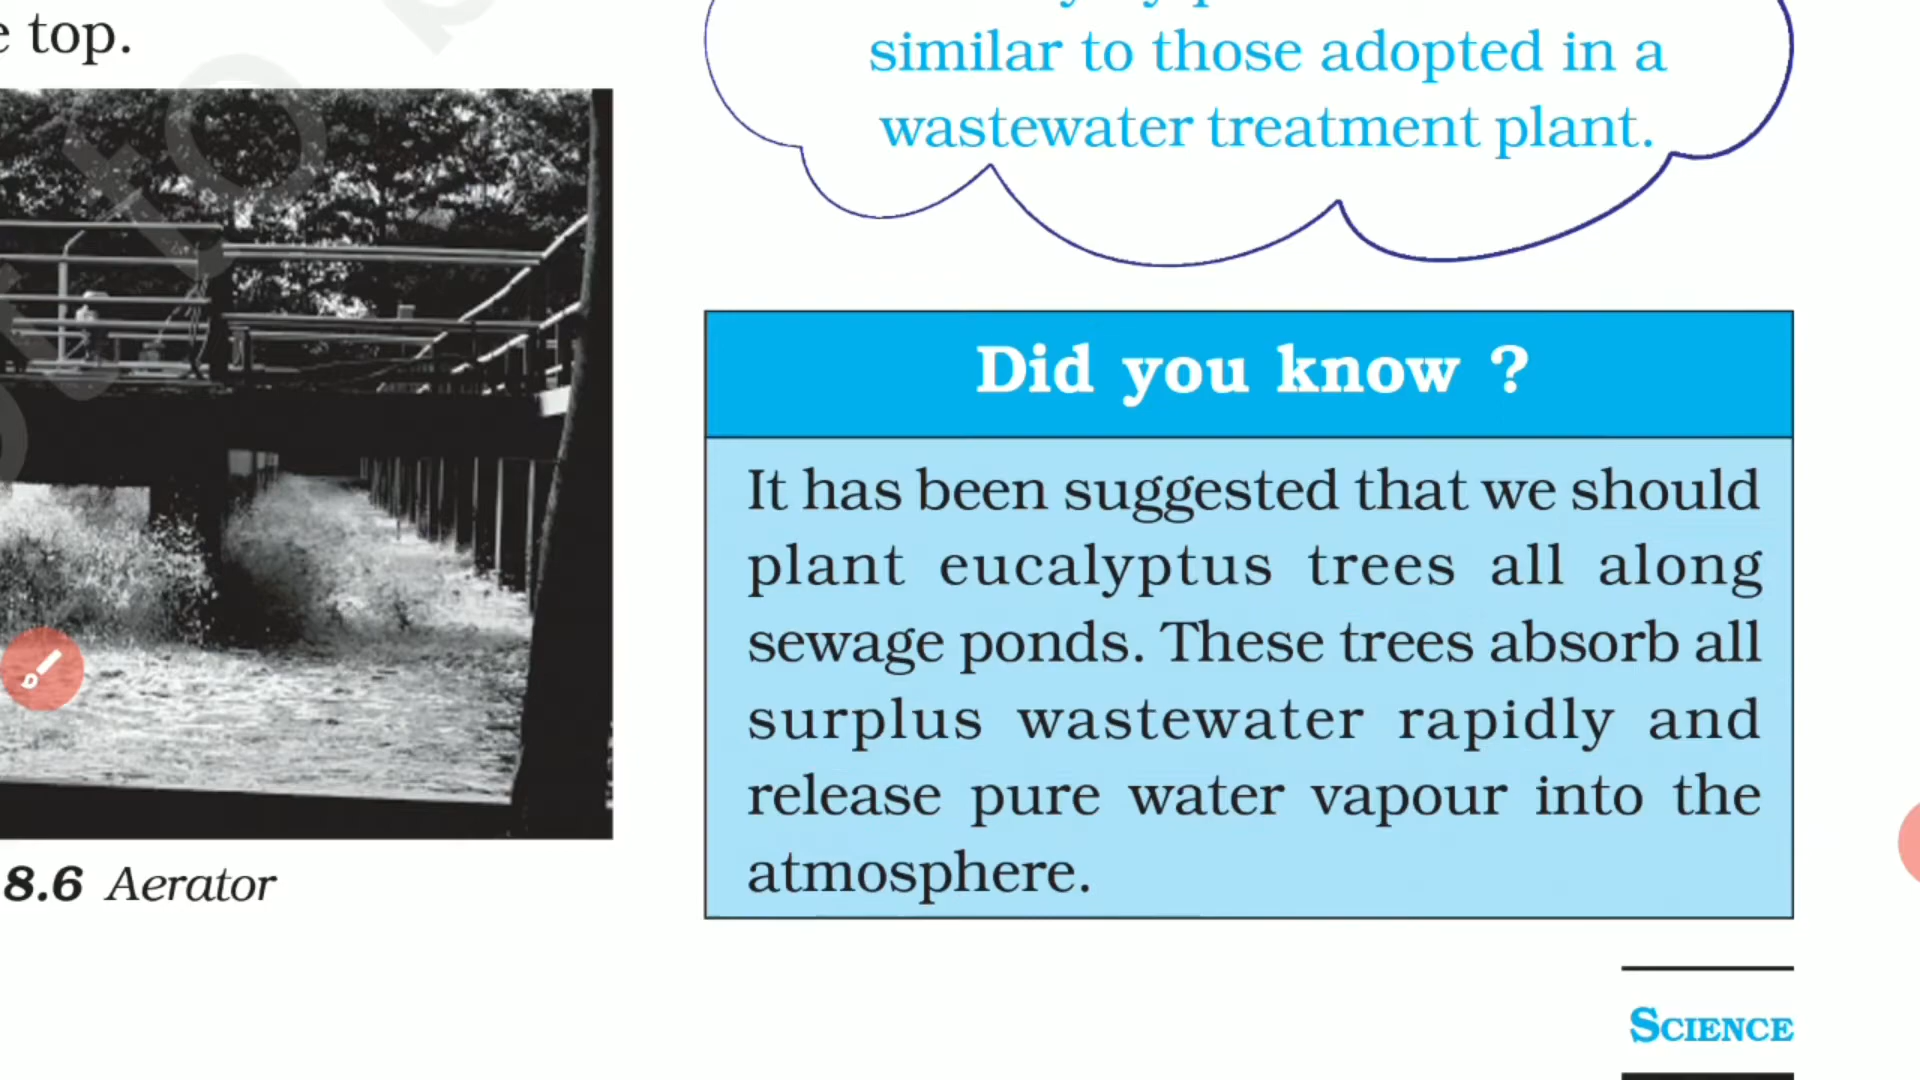 top.
similar to those adopted in a
wastewater treatment plant.
Did you know ?
It has been suggested that we should
plant eucalyptus trees all along
sewage ponds. These trees absorb all
surplus wastewater rapidly and
release pure water vapour into the
atmosphere.
8.6 Aerator
SCIENCE